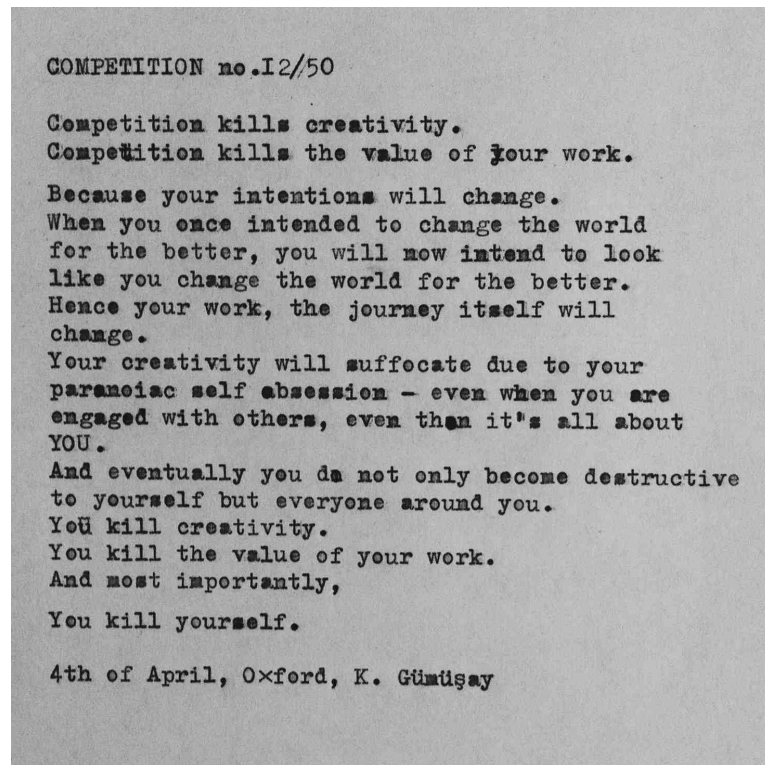 COMPETITION no.I2//50
Competition kills creativity.
Competition kills the value of your work.
Because your intentions will change.
When you once intended to change the world
for the better, you will now intend to look
like you change the world for the better.
Hence your work, the journey itself will
change.
Your creativity will suffocate due to your
paranoiac self absession - even when you are
engaged with others, even than it's all about
YOU.
And eventually you do not only become destructive
to yourself but everyone around you.
You kill creativity.
You kill the value of your work.
And most importantly,
You kill yourself.
4th of April, Oxford, K. Gümüşay